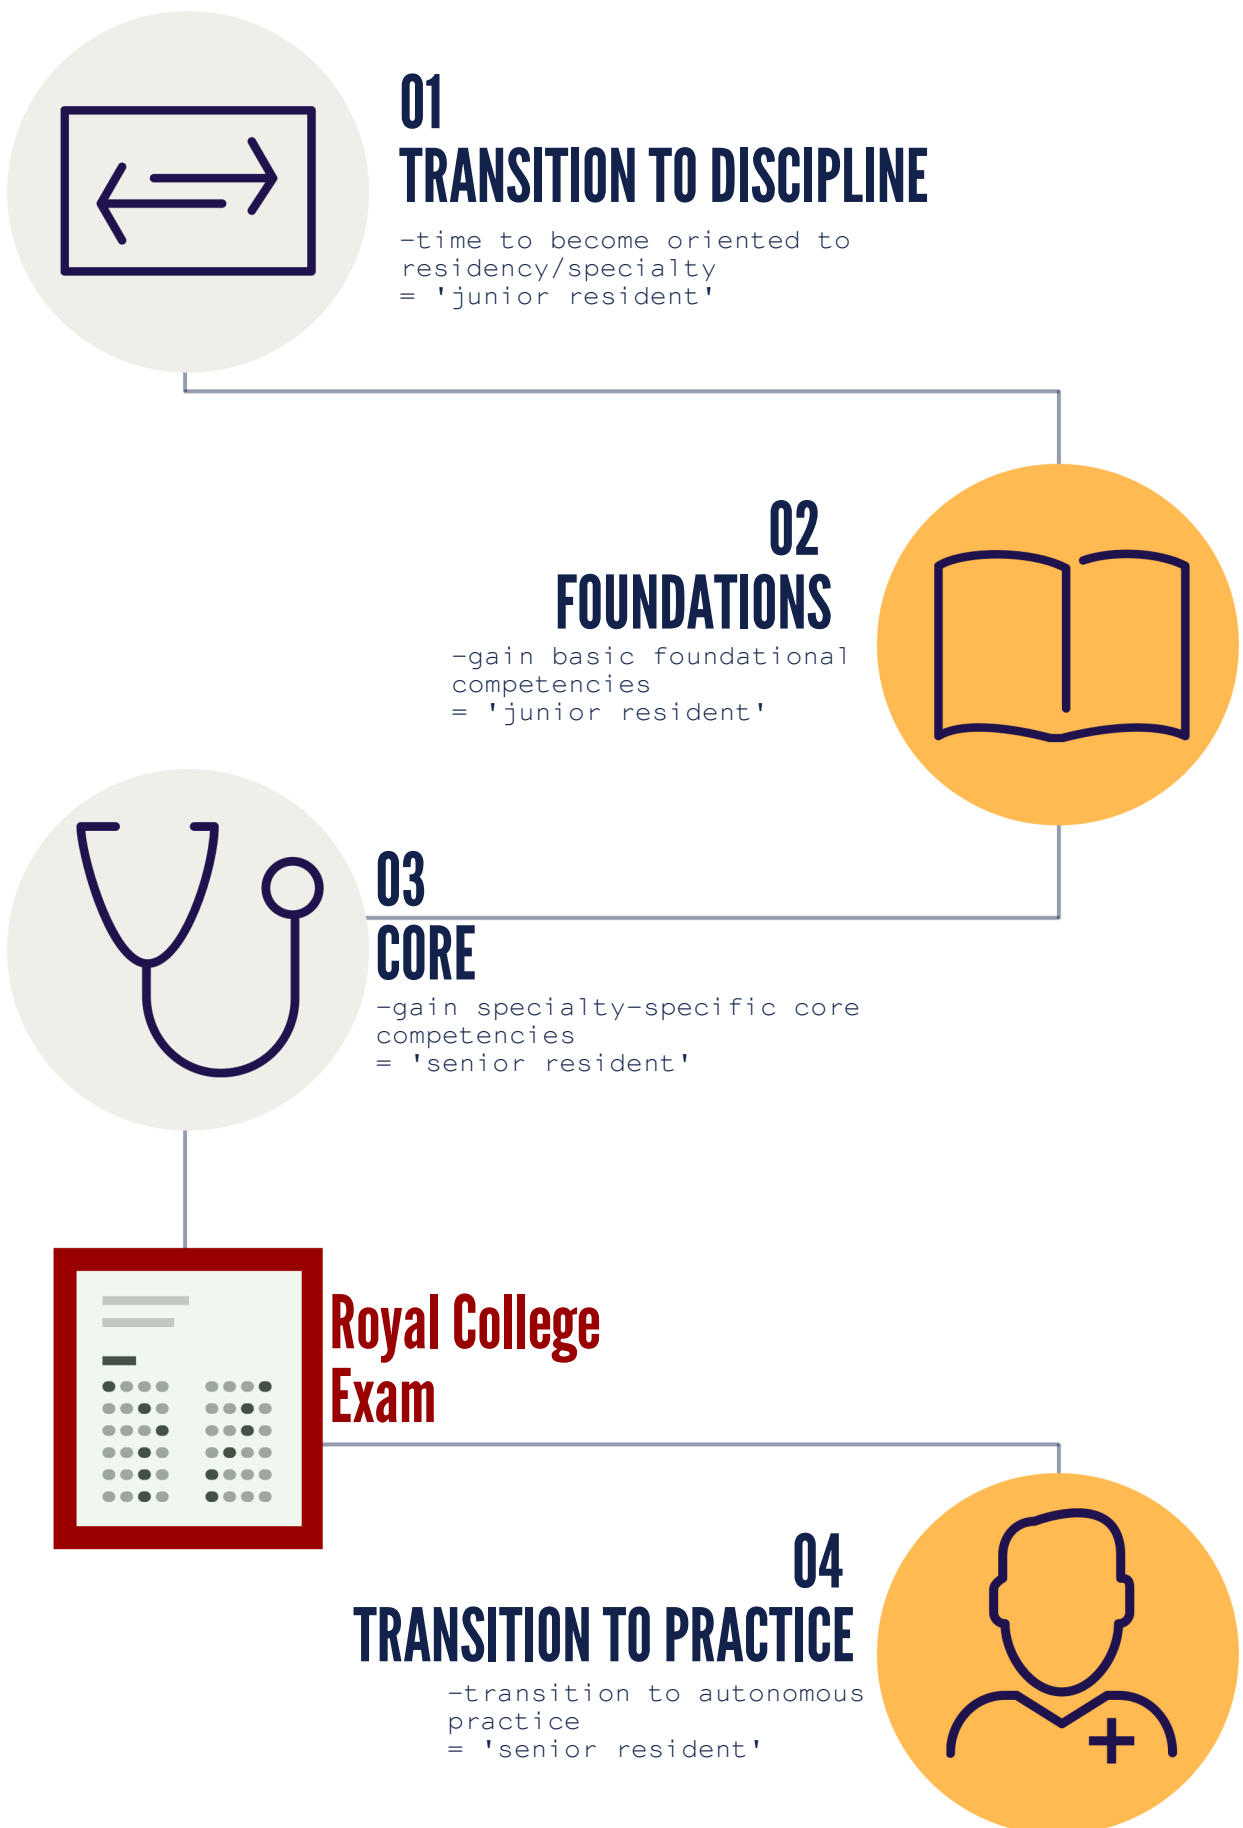 01
TRANSITION TO DISCIPLINE
-time to become oriented to
residency/specialty
= 'junior resident'
02
FOUNDATIONS
-gain basic foundational
competencies
= 'junior resident'
03
CORE
-gain specialty-specific core
competencies
= 'senior resident'
Royal College
Exam
04
TRANSITION TO PRACTICE
-transition to autonomous
practice
= 'senior resident'